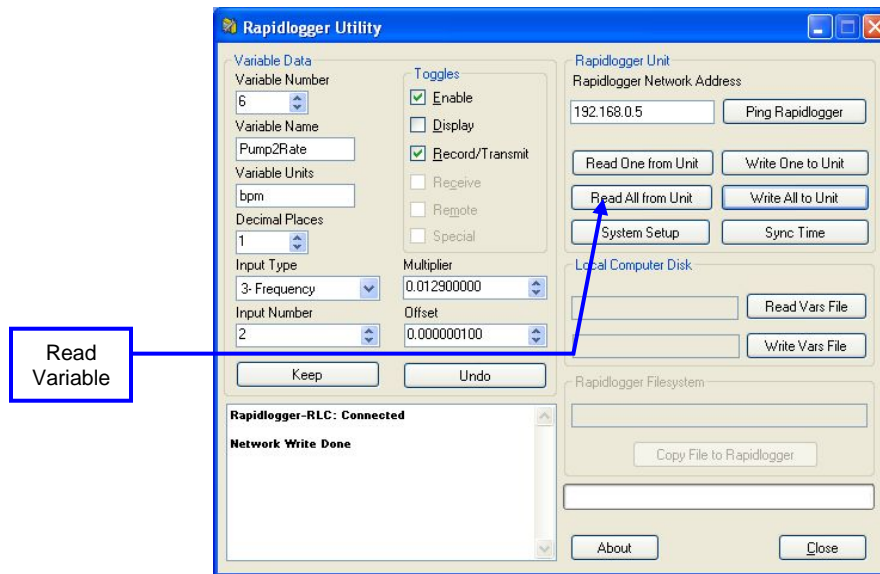 Rapidlogger Utility
Variable Data
Variable Number
6
Variable Name
Pump2Rate
Variable Units
bpm
Decimal Places
1
Input Type
3- Frequency
Input Number
2
Keep
Toggles
Enable
Display
Record/Transmit
Receive
Remote
Special
Multiplier
0.012900000
Offset
0.000000100
Undo
Rapidlogger-RLC: Connected
Network Write Done
Rapidlogger Unit
Rapidlogger Network Address
192.168.0.5
Ping Rapidlogger
Read One from Unit
Write One to Unit
Read All from Unit
Write All to Unit
System Setup
Sync Time
Local Computer Disk
Read Vars File
Write Vars File
Rapidlogger Filesystem
Copy File to Rapidlogger
About
Close
Read
Variable